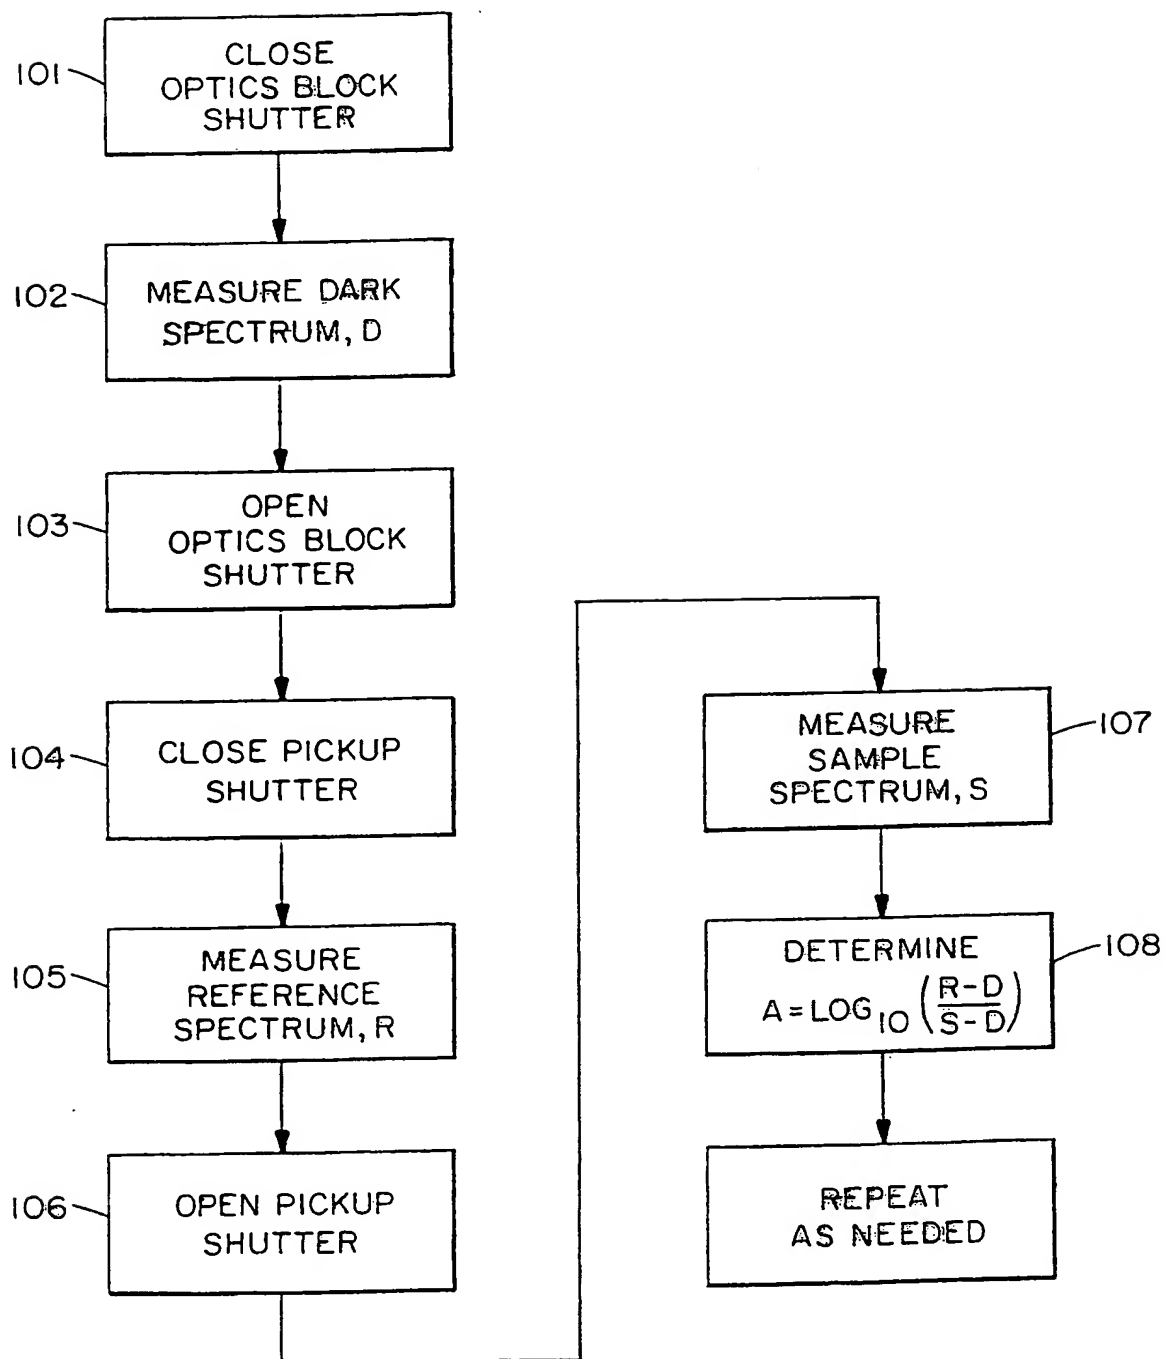 101
CLOSE
OPTICS BLOCK
SHUTTER
102
MEASURE DARK
SPECTRUM, D
103
OPEN
OPTICS BLOCK
SHUTTER
104
CLOSE PICKUP
SHUTTER
105
MEASURE
REFERENCE
SPECTRUM, R
106
OPEN PICKUP
SHUTTER
107
MEASURE
SAMPLE
SPECTRUM, S
108
DETERMINE
A = LOG10 (R-D / S-D)
REPEAT
AS NEEDED